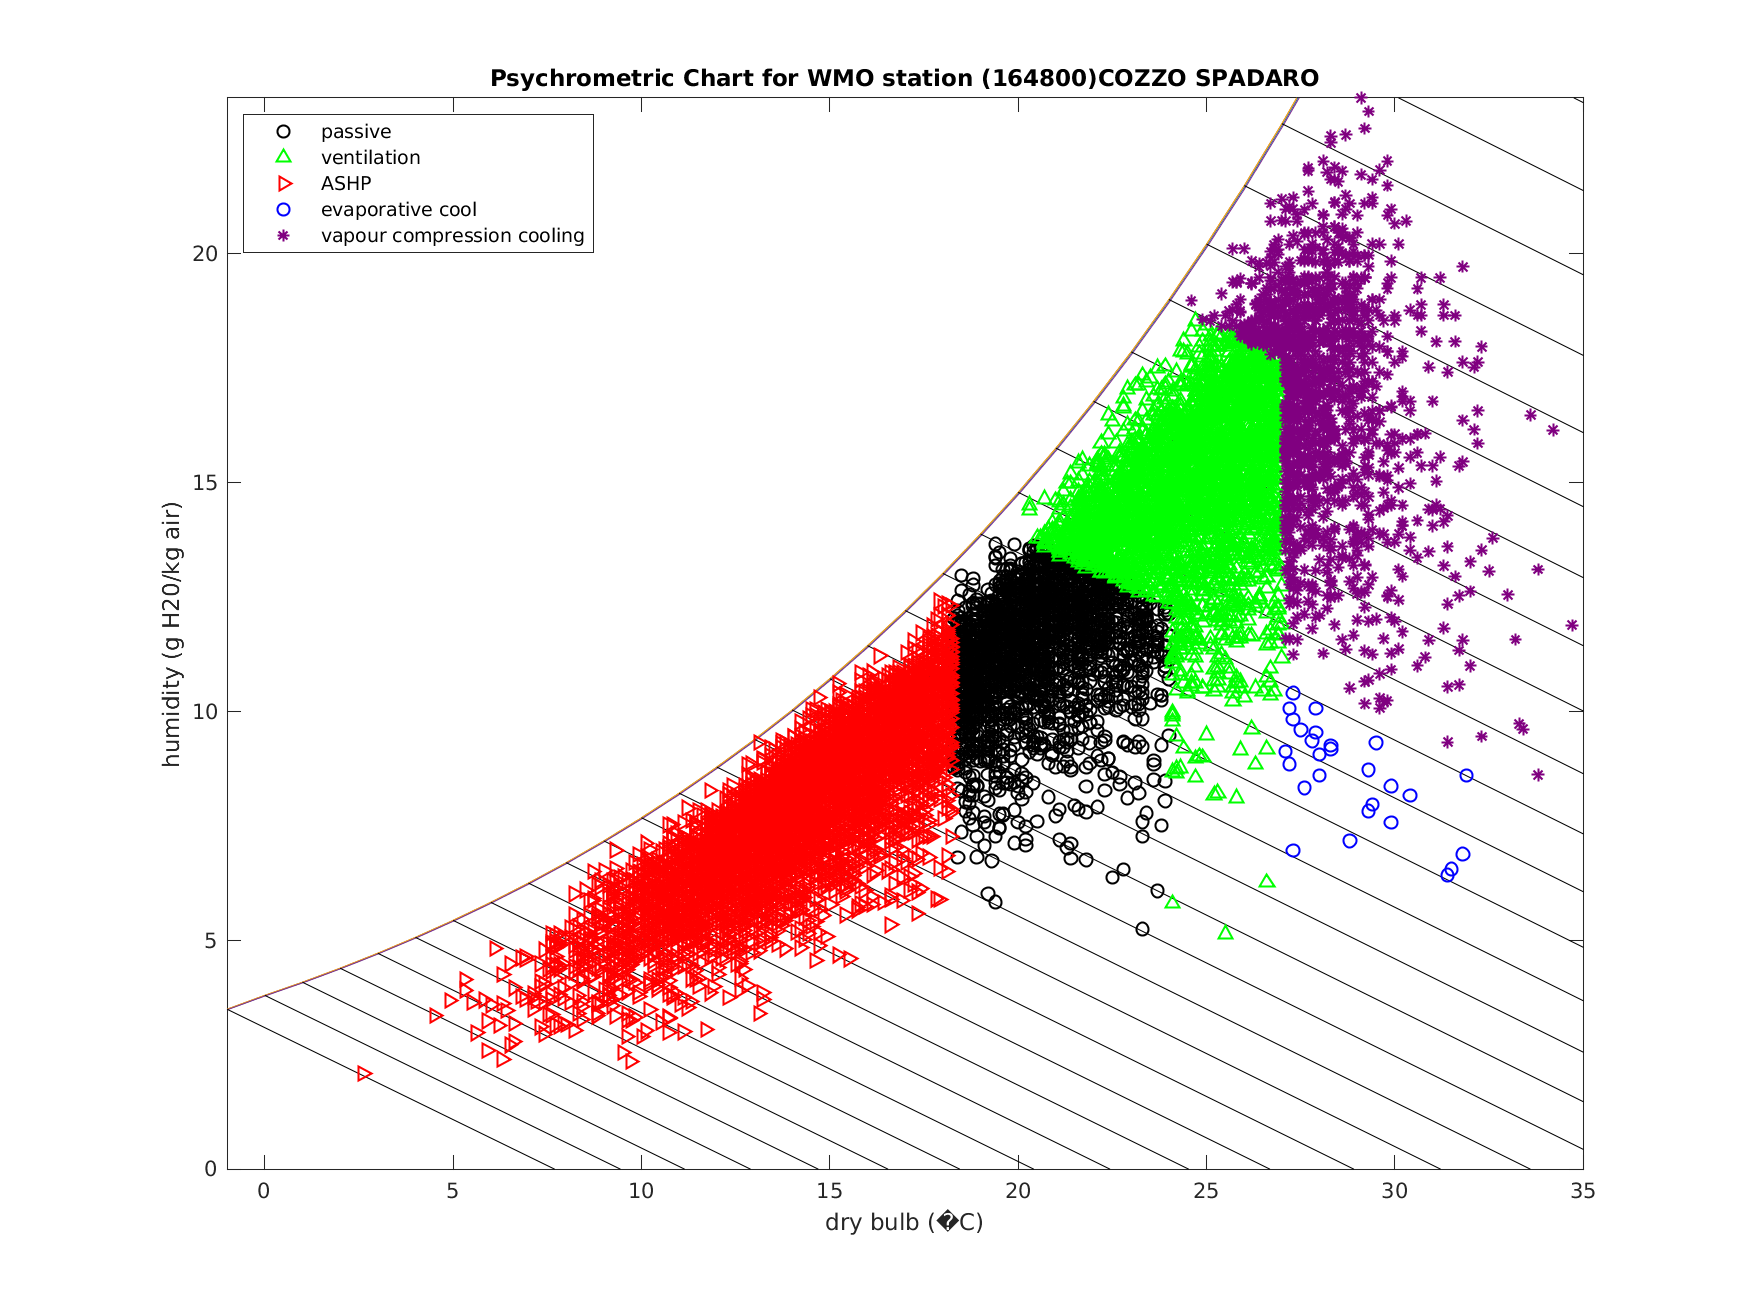 Psychrometric Chart for WMO station (164800)COZZO SPADARO
passive
ventilation
ASHP
evaporative cool
vapour compression cooling
20
15
10
5
0
humidity (g H20/kg air)
0 5 10 15 20 25 30 35
dry bulb (�C)